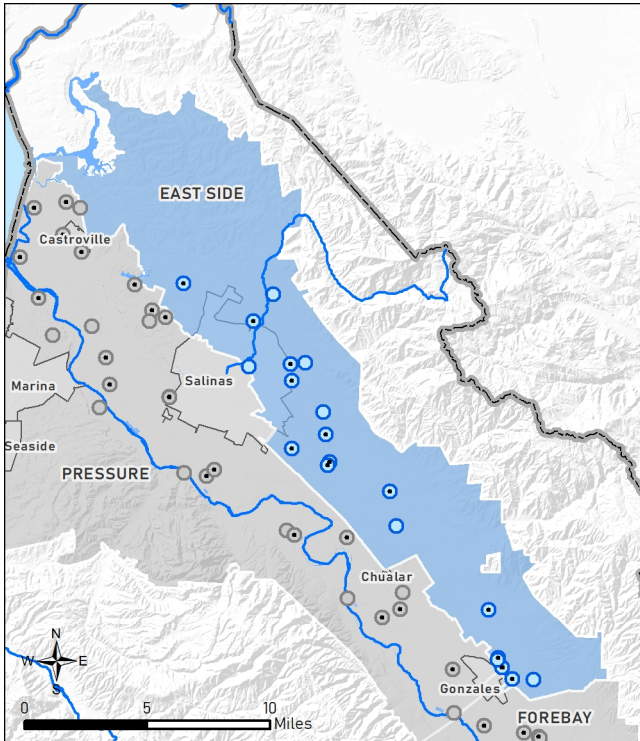 EAST SIDE
Castroville
Salinas
Marina
Seaside
PRESSURE
Chualar
N
W E
S
Gonzales
0 5 10
Miles
FOREBAY